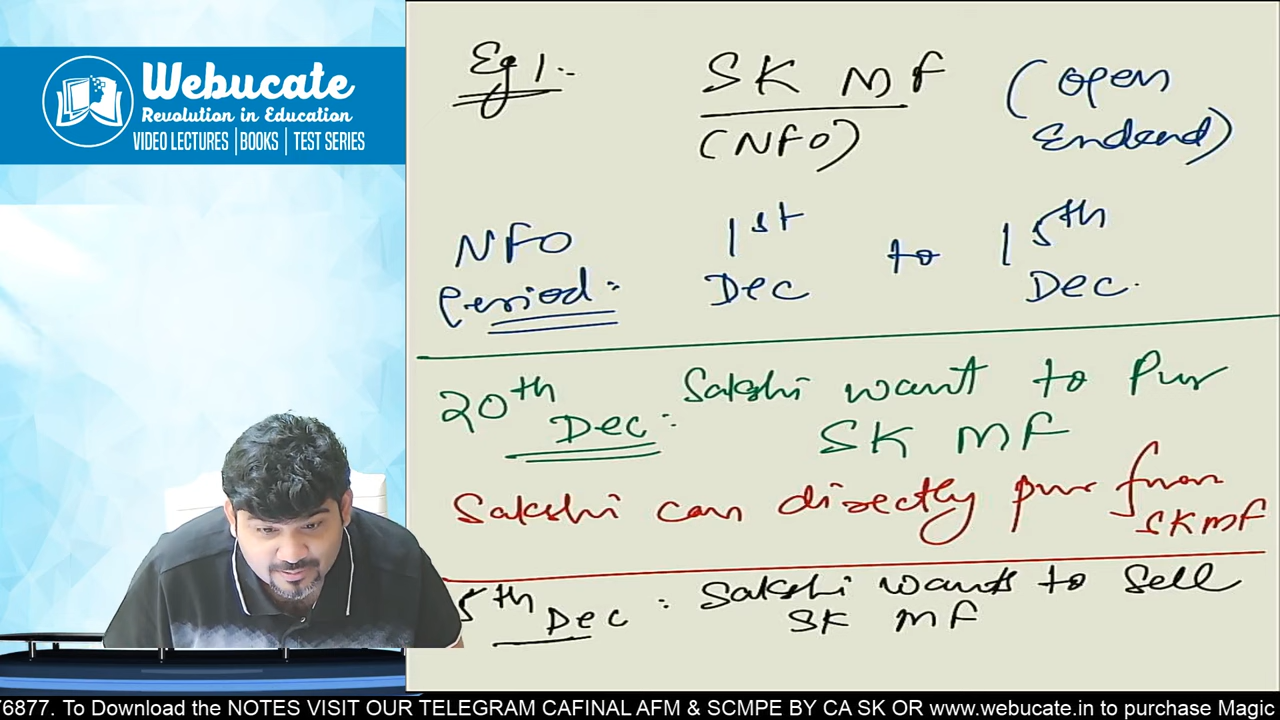 Webucate
Revolution in Education
VIDEO LECTURES | BOOKS | TEST SERIES
Eg 1:- SK MF (Open
(NFO) Endend)
NFO 1st to 15th
Period: Dec Dec.
20th Sakshi want to Pur
Dec: SK MF
Sakshi can directly pur from
SKMF
5th Dec : Sakshi wants to Sell
SK MF
76877. To Download the NOTES VISIT OUR TELEGRAM CAFINAL AFM & SCMPE BY CA SK OR www.webucate.in to purchase Magic